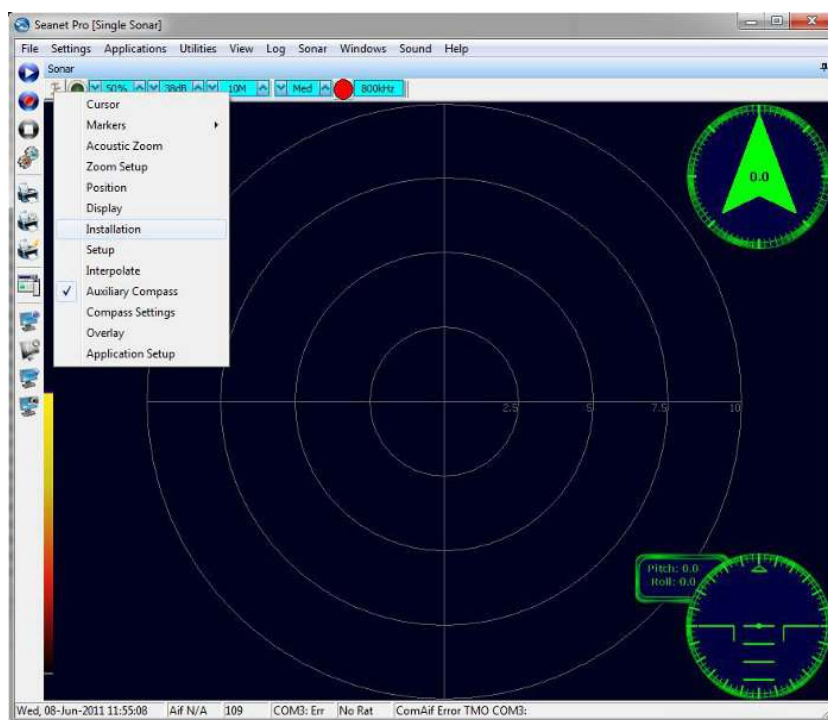 Seanet Pro [Single Sonar]
File Settings Applications Utilities View Log Sonar Windows Sound Help
Sonar
50% 38dB 10M Med 800kHz
Cursor
Markers
Acoustic Zoom
Zoom Setup
Position
Display
Installation
Setup
Interpolate
Auxiliary Compass
Compass Settings
Overlay
Application Setup
0.0
2.5 5 7.5 10
Pitch: 0.0
Roll: 0.0
Wed, 08-Jun-2011 11:55:08 Aif N/A 109 COM3: Err No Rat ComAif Error TMO COM3: